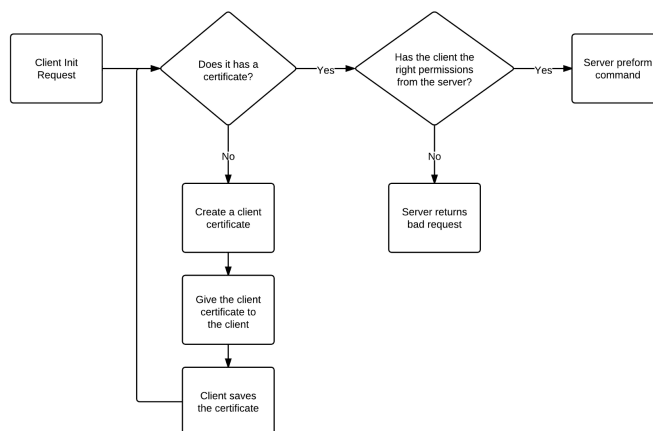 Client Init
Request
Does it has a
certificate?
Yes
Has the client the
right permissions
from the server?
Yes
Server preform
command
No
No
Create a client
certificate
Server returns
bad request
Give the client
certificate to
the client
Client saves
the certificate